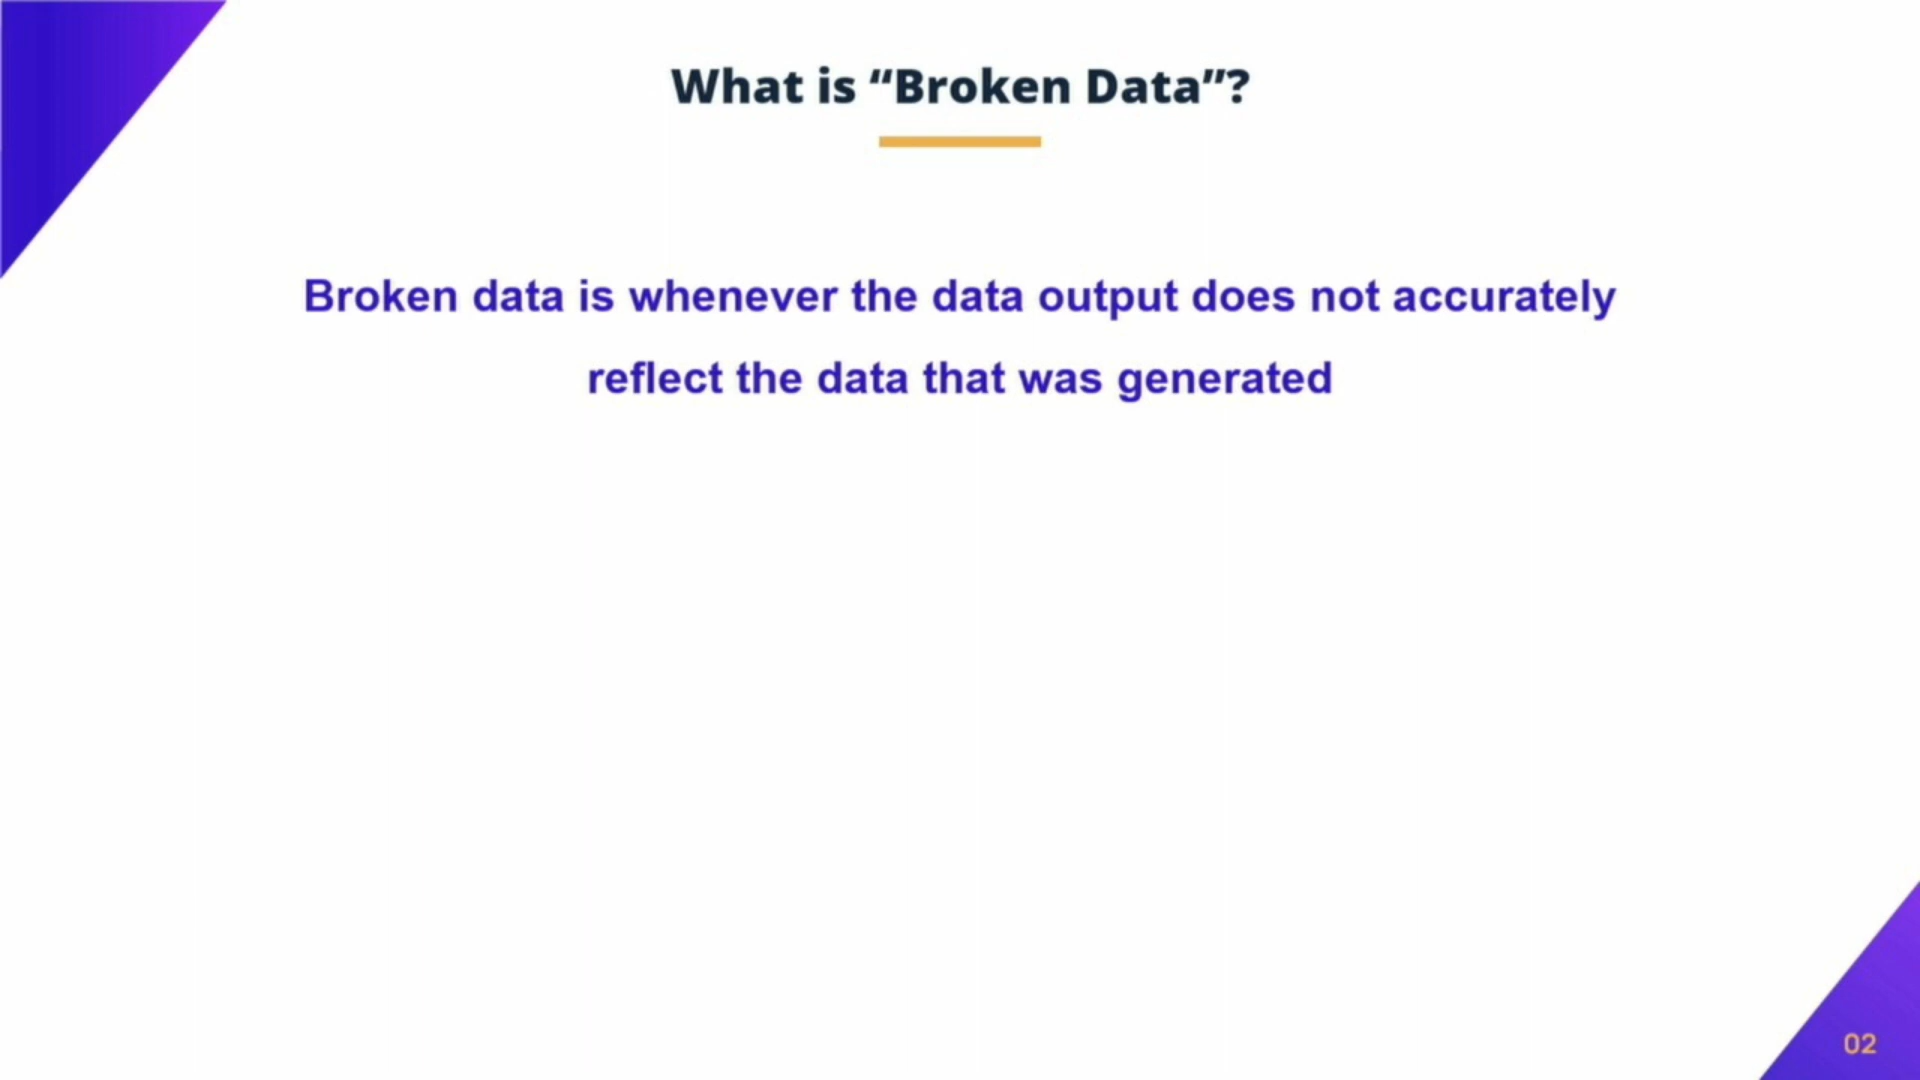 What is “Broken Data”?
Broken data is whenever the data output does not accurately
reflect the data that was generated
02